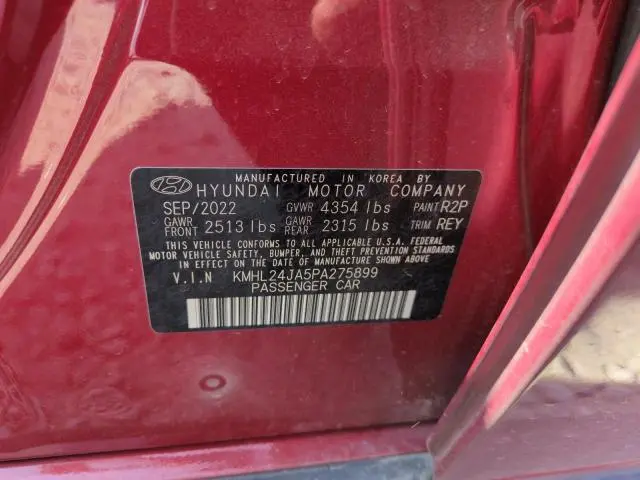 MANUFACTURED IN KOREA BY
HYUNDAI MOTOR COMPANY
SEP/2022 GVWR 4354 lbs PAINT R2P
GAWR FRONT 2513 lbs GAWR REAR 2315 lbs TRIM REY
THIS VEHICLE CONFORMS TO ALL APPLICABLE U.S.A. FEDERAL
MOTOR VEHICLE SAFETY, BUMPER, AND THEFT PREVENTION STANDARDS
IN EFFECT ON THE DATE OF MANUFACTURE SHOWN ABOVE
V.I.N KMHL24JA5PA275899
PASSENGER CAR